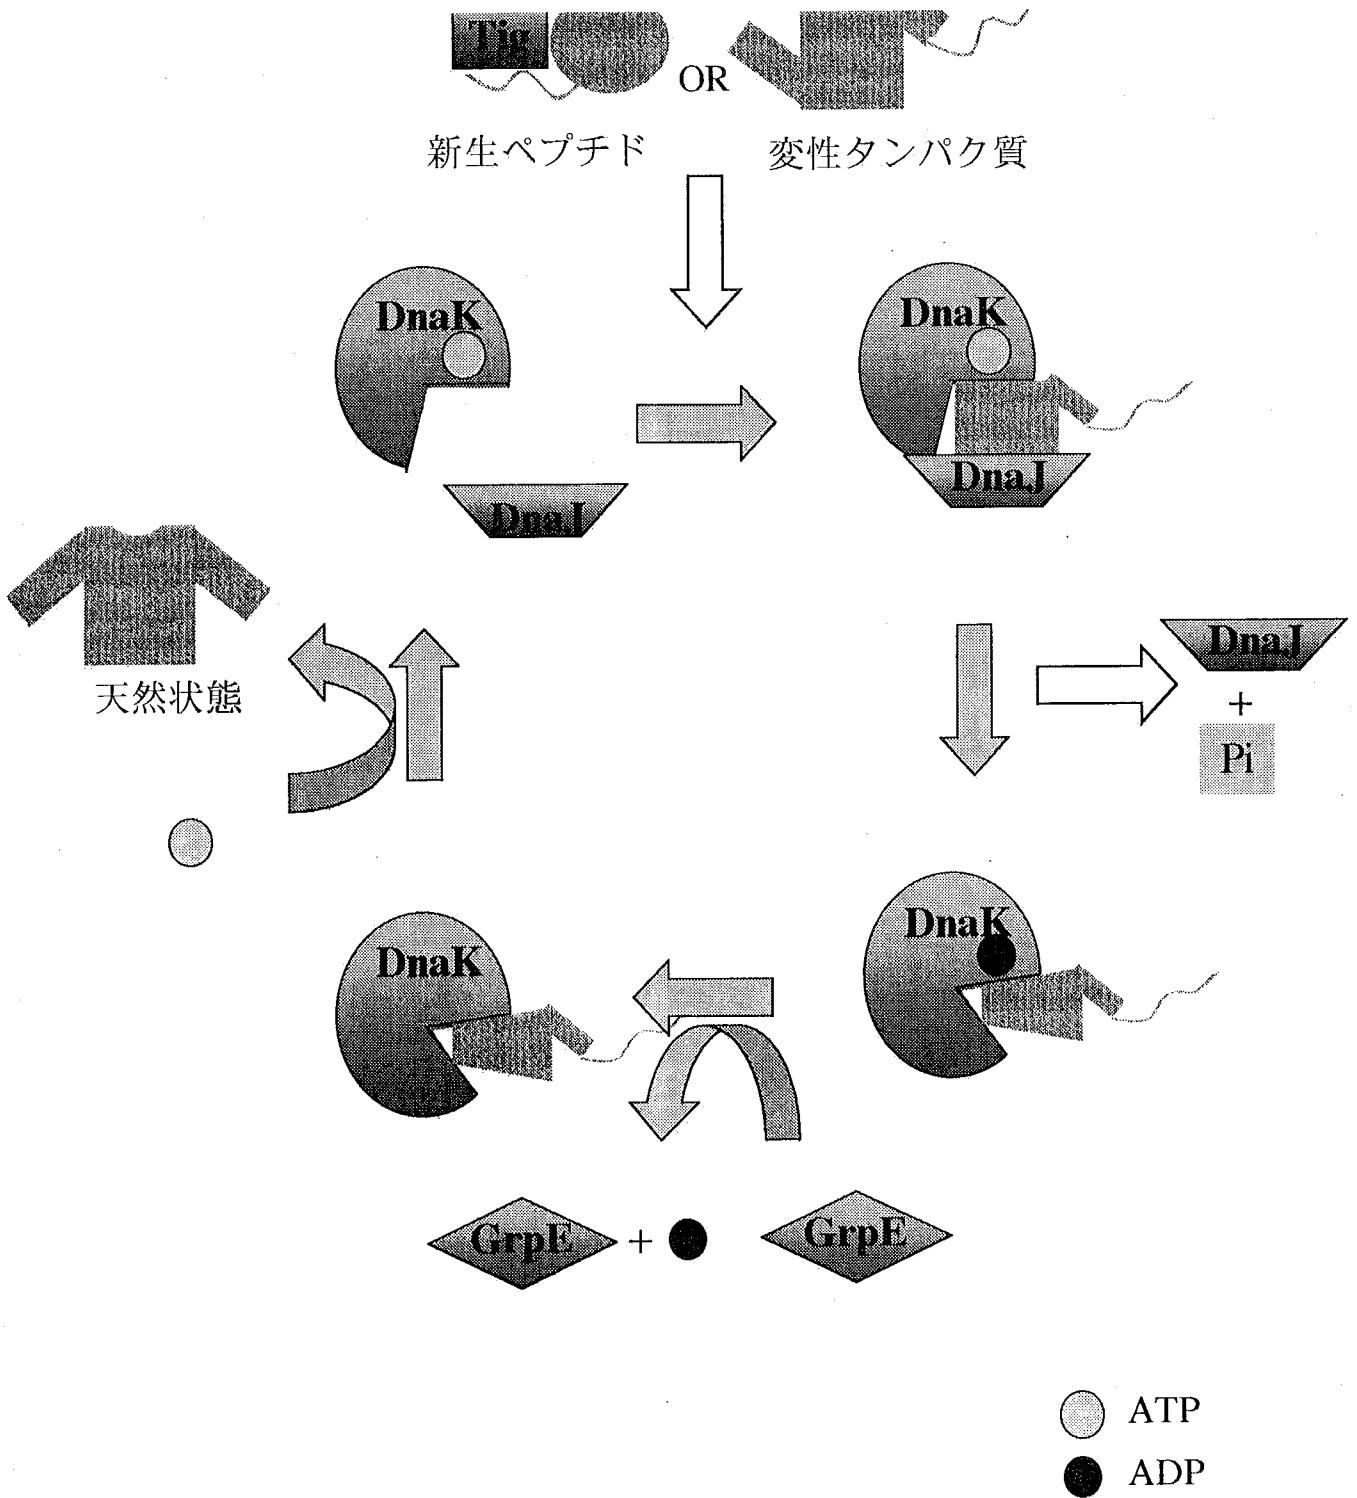 Tig
OR
新生ペプチド
変性タンパク質
DnaK
DnaK
DnaJ
DnaJ
天然状態
DnaJ
+
Pi
DnaK
DnaK
GrpE
+
GrpE
ATP
ADP